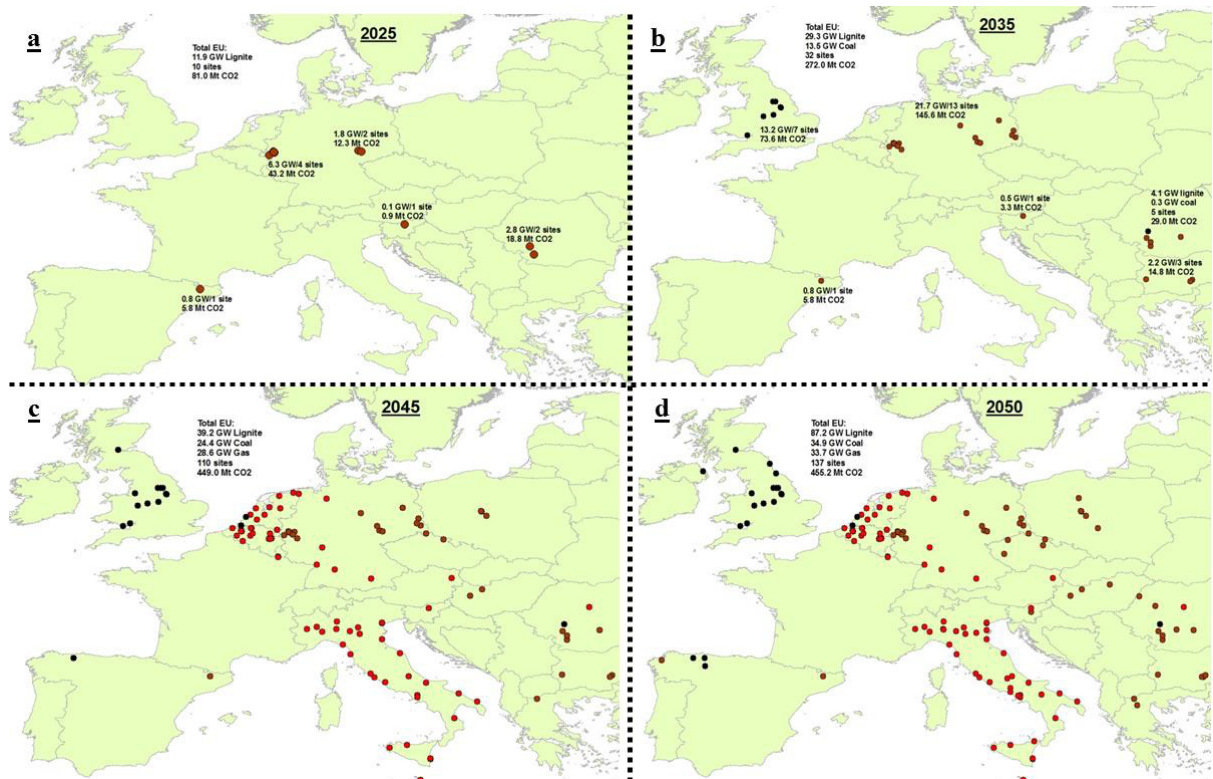 a
2025
Total EU:
11.9 GW Lignite
10 sites
81.0 Mt CO2
1.8 GW/2 sites
12.3 Mt CO2
6.3 GW/4 sites
43.2 Mt CO2
0.1 GW/1 site
0.9 Mt CO2
2.8 GW/2 sites
18.8 Mt CO2
0.8 GW/1 site
5.8 Mt CO2
b
2035
Total EU:
29.3 GW Lignite
13.5 GW Coal
32 sites
272.0 Mt CO2
21.7 GW/13 sites
145.6 Mt CO2
13.2 GW/7 sites
73.6 Mt CO2
4.1 GW lignite
0.3 GW coal
5 sites
29.0 Mt CO2
0.5 GW/1 site
3.3 Mt CO2
2.2 GW/3 sites
14.8 Mt CO2
0.8 GW/1 site
5.8 Mt CO2
c
2045
Total EU:
39.2 GW Lignite
24.4 GW Coal
28.6 GW Gas
110 sites
449.0 Mt CO2
d
2050
Total EU:
87.2 GW Lignite
34.9 GW Coal
33.7 GW Gas
137 sites
455.2 Mt CO2